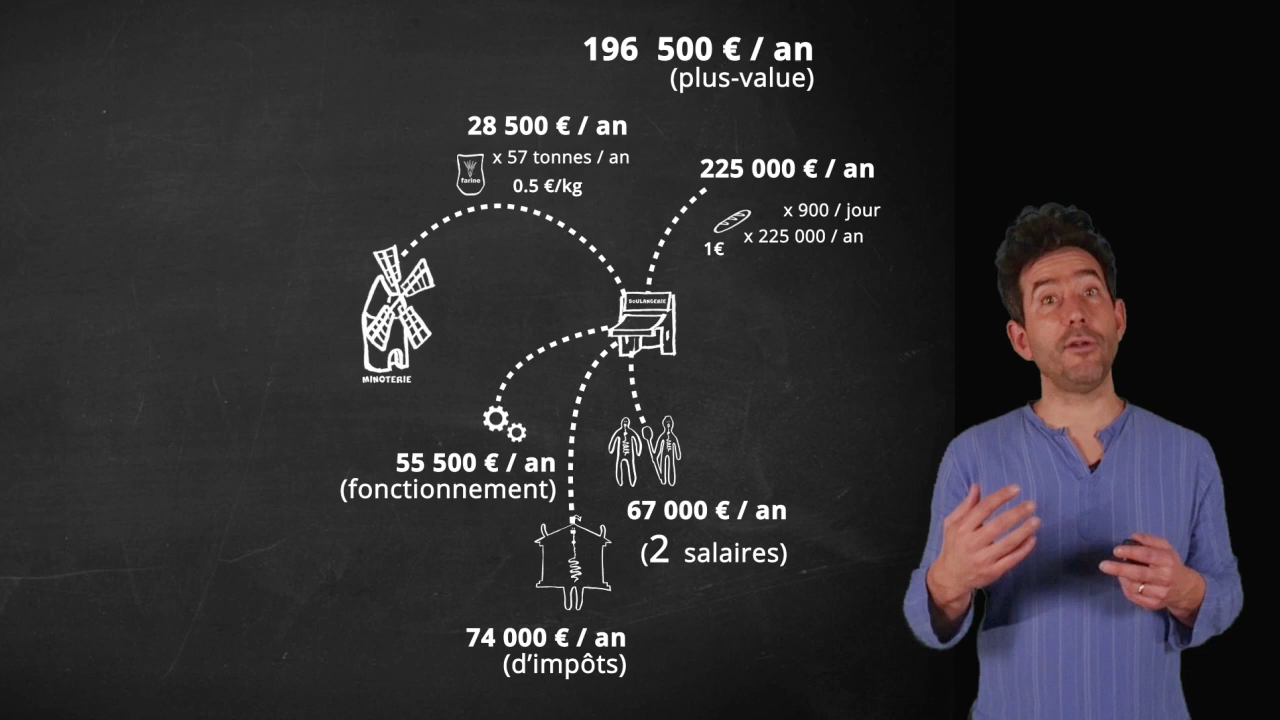 196 500 € / an
(plus-value)
28 500 € / an
x 57 tonnes / an
farine
0.5 €/kg
225 000 € / an
x 900 / jour
x 225 000 / an
1€
BOULANGERIE
MINOTERIE
55 500 € / an
(fonctionnement)
67 000 € / an
(2 salaires)
74 000 € / an
(d'impôts)